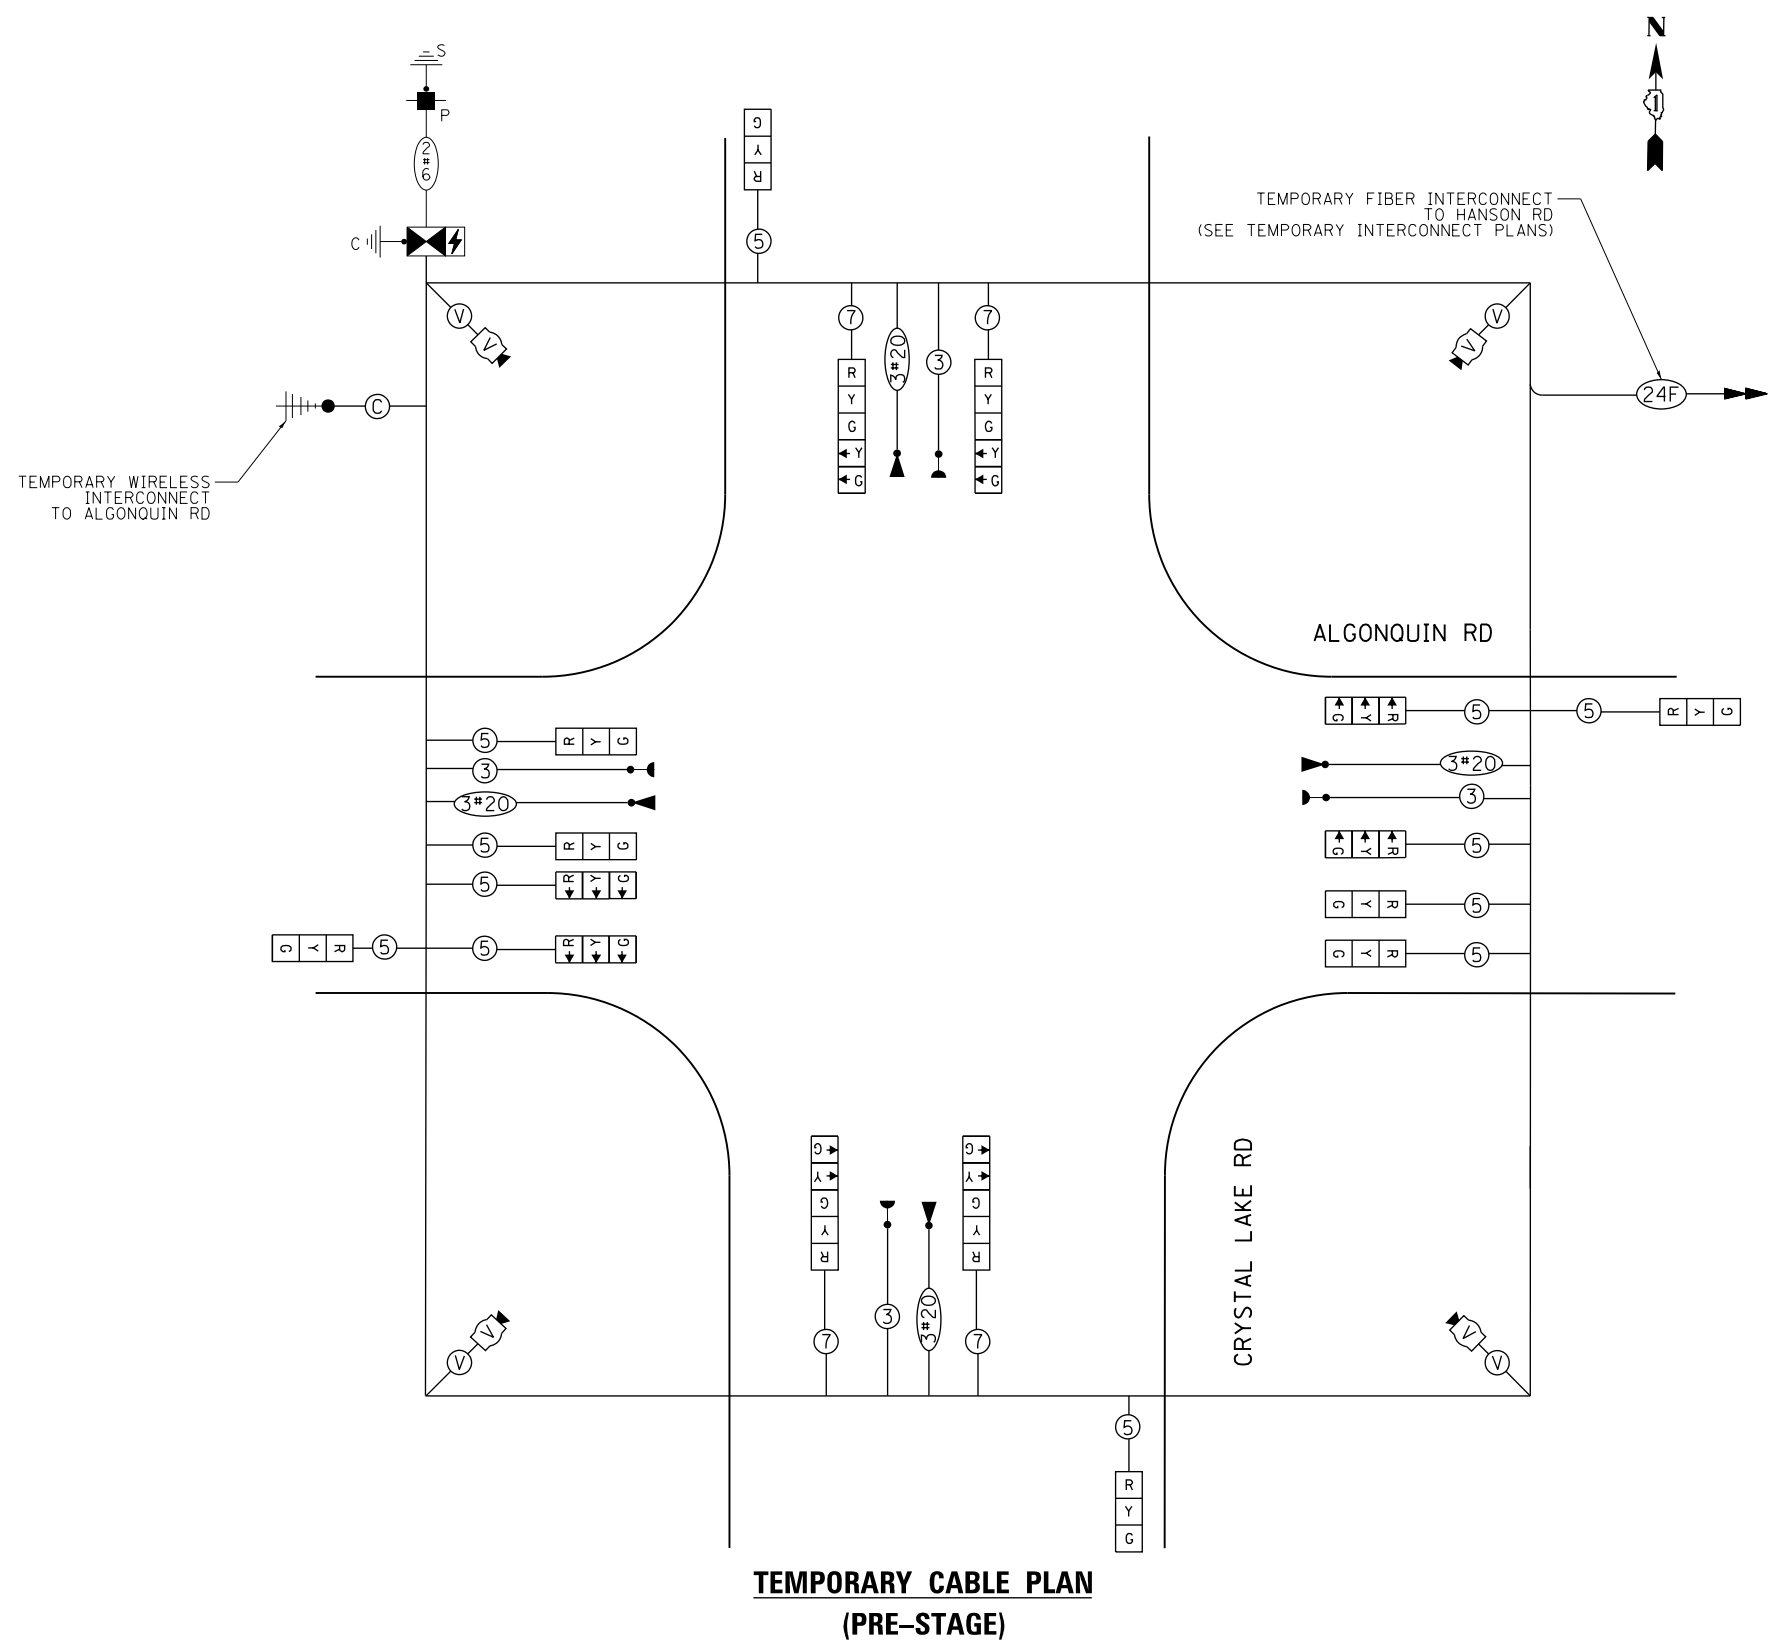 N
S
P
2#6
C
G
Y
R
5
TEMPORARY FIBER INTERCONNECT
TO HANSON RD
(SEE TEMPORARY INTERCONNECT PLANS)
V
V
7
3#20
3
7
V
V
R
Y
G
Y
G
R
Y
G
Y
G
24F
C
TEMPORARY WIRELESS
INTERCONNECT
TO ALGONQUIN RD
ALGONQUIN RD
5
R Y G
3
3#20
5
R Y G
5
R Y G
G Y R
5
5
R Y G
G Y R
5
5
R Y G
3#20
3
G Y R
5
G Y R
5
G Y R
5
G
Y
G
Y
R
G
Y
G
Y
R
7
3
3#20
7
CRYSTAL LAKE RD
V
V
V
V
5
R
Y
G
TEMPORARY CABLE PLAN
(PRE-STAGE)